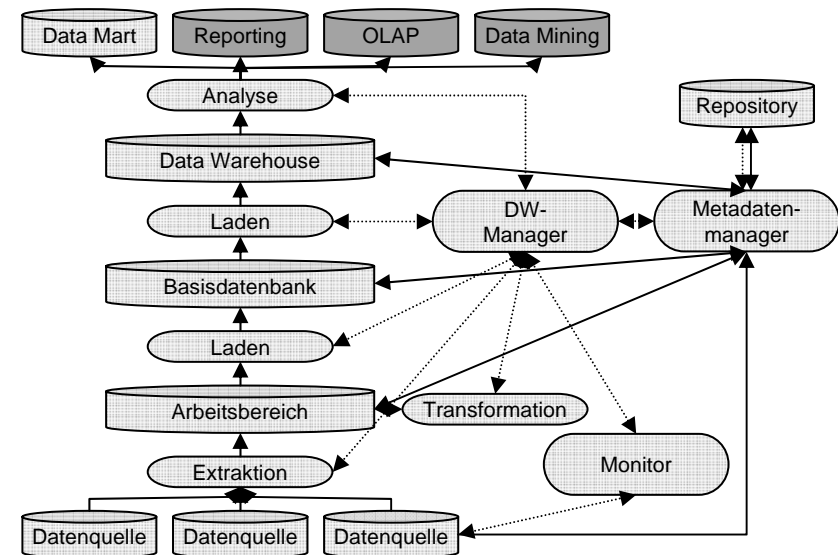 Data Mart
Reporting
OLAP
Data Mining
Analyse
Repository
Data Warehouse
Laden
DW-
Manager
Metadaten-
manager
Basisdatenbank
Laden
Arbeitsbereich
Transformation
Extraktion
Monitor
Datenquelle
Datenquelle
Datenquelle